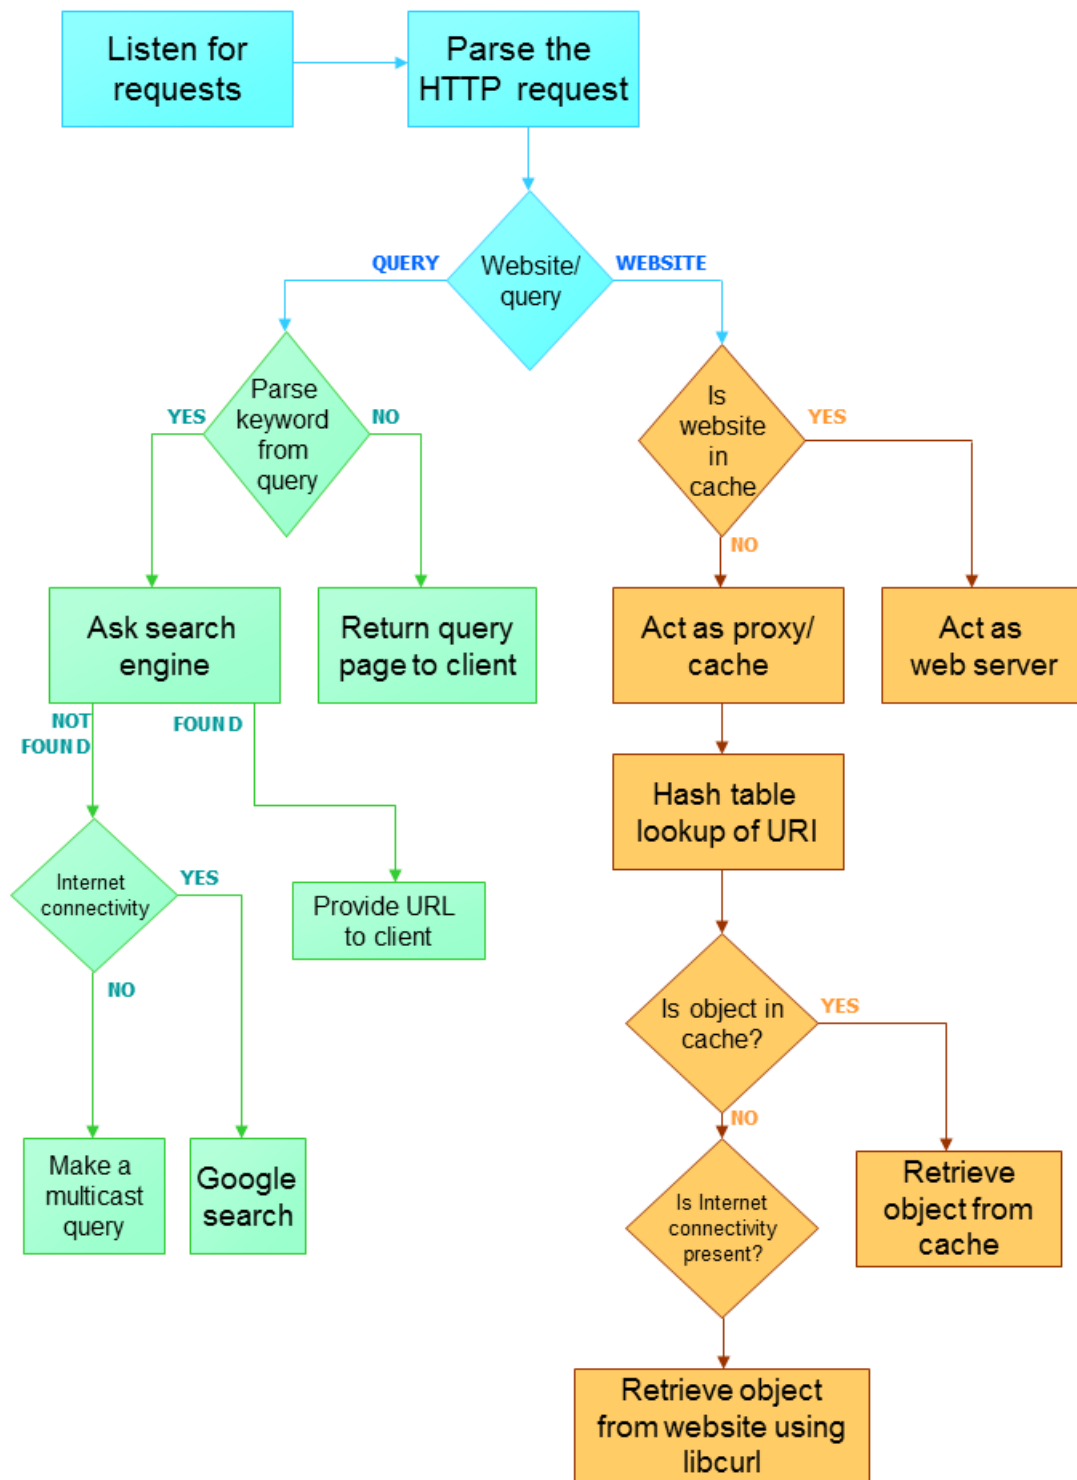 Listen for
requests
Parse the
HTTP request
QUERY
Website/
query
WEBSITE
Parse
keyword
from
query
YES
NO
Is
website
in
cache
YES
NO
Ask search
engine
Return query
page to client
Act as proxy/
cache
Act as
web server
NOT
FOUND
FOUND
Hash table
lookup of URI
Internet
connectivity
YES
NO
Provide URL
to client
Is object in
cache?
YES
NO
Make a
multicast
query
Google
search
Is Internet
connectivity
present?
Retrieve
object from
cache
Retrieve object
from website using
libcurl